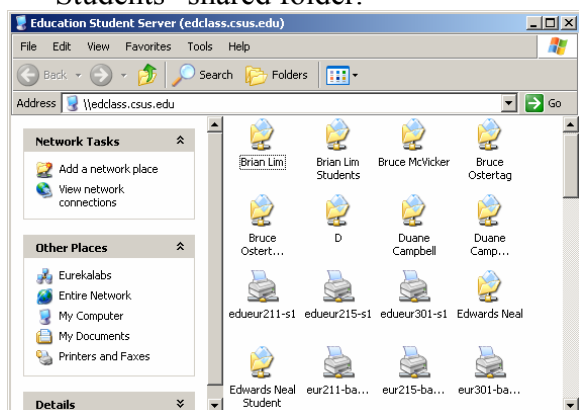 Students" shared folder.
Education Student Server (edclass.csus.edu)
File Edit View Favorites Tools Help
Back Search Folders
Address \\edclass.csus.edu Go
Network Tasks
Add a network place
View network
connections
Other Places
Eurekalabs
Entire Network
My Computer
My Documents
Printers and Faxes
Details
Brian Lim
Brian Lim
Students
Bruce McVicker
Bruce
Ostertag
Bruce
Ostert...
D
Duane
Campbell
Duane
Camp...
edueur211-s1
edueur215-s1
edueur301-s1
Edwards Neal
Edwards Neal
Student
eur211-ba...
eur215-ba...
eur301-ba...